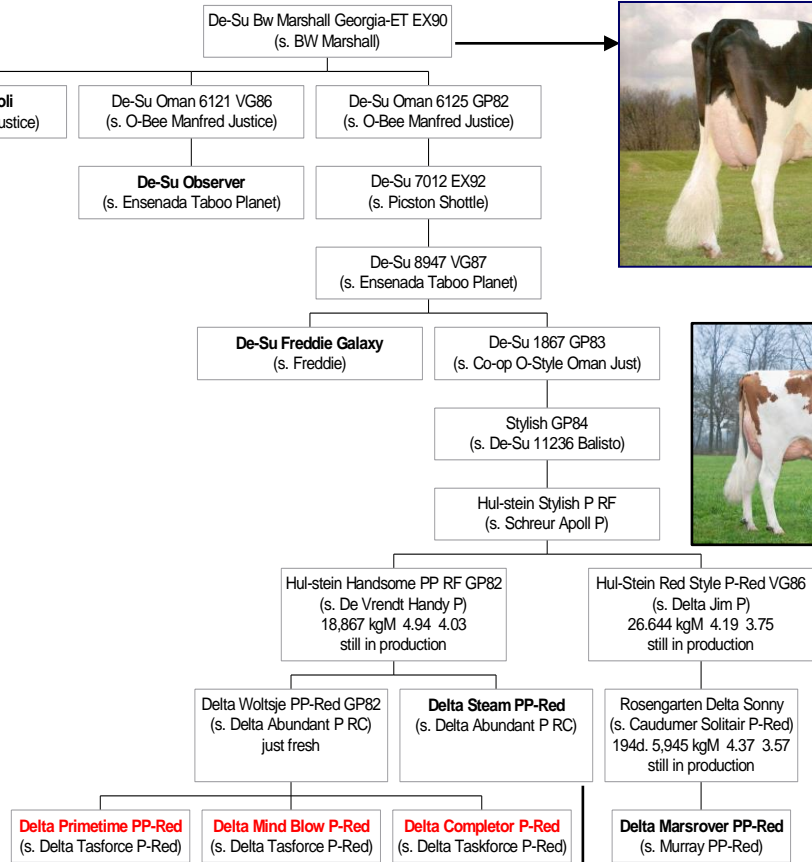 De-Su Bw Marshall Georgia-ET EX90
(s. BW Marshall)
oli
ustice)
De-Su Oman 6121 VG86
(s. O-Bee Manfred Justice)
De-Su Oman 6125 GP82
(s. O-Bee Manfred Justice)
De-Su Observer
(s. Ensenada Taboo Planet)
De-Su 7012 EX92
(s. Picston Shottle)
De-Su 8947 VG87
(s. Ensenada Taboo Planet)
De-Su Freddie Galaxy
(s. Freddie)
De-Su 1867 GP83
(s. Co-op O-Style Oman Just)
Stylish GP84
(s. De-Su 11236 Balisto)
Hul-stein Stylish P RF
(s. Schreur Apoll P)
Hul-stein Handsome PP RF GP82
(s. De Vrendt Handy P)
18,867 kgM 4.94 4.03
still in production
Hul-Stein Red Style P-Red VG86
(s. Delta Jim P)
26.644 kgM 4.19 3.75
still in production
Delta Woltsje PP-Red GP82
(s. Delta Abundant P RC)
just fresh
Delta Steam PP-Red
(s. Delta Abundant P RC)
Rosengarten Delta Sonny
(s. Caudumer Solitair P-Red)
194d. 5,945 kgM 4.37 3.57
still in production
Delta Primetime PP-Red
(s. Delta Tasforce P-Red)
Delta Mind Blow P-Red
(s. Delta Tasforce P-Red)
Delta Completor P-Red
(s. Delta Taskforce P-Red)
Delta Marsrover PP-Red
(s. Murray PP-Red)